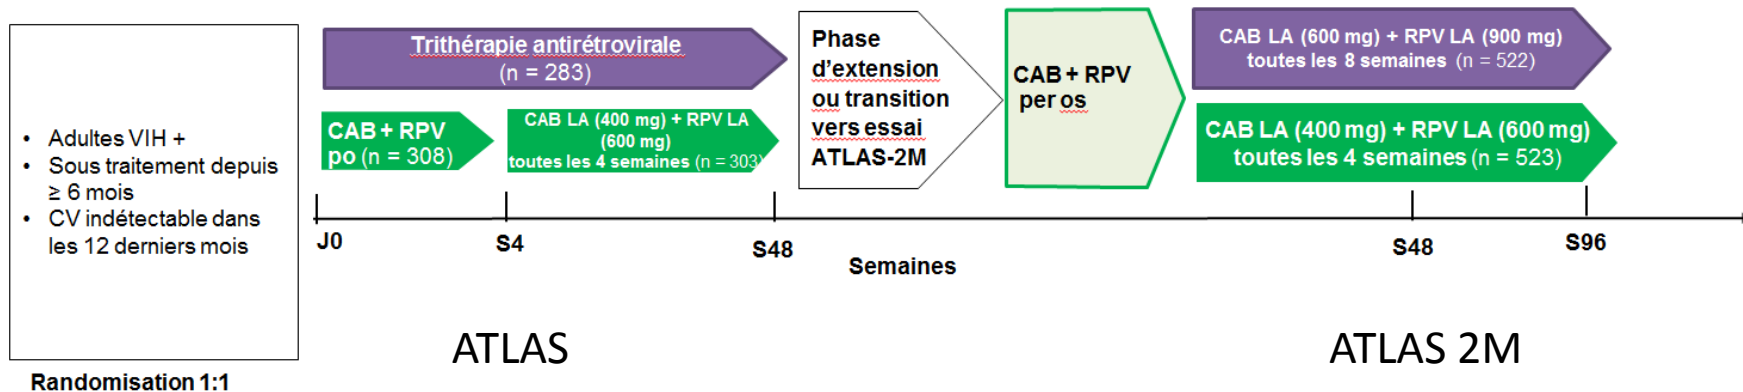 • Adultes VIH +
• Sous traitement depuis
≥ 6 mois
• CV indétectable dans
les 12 derniers mois
Randomisation 1:1
Trithérapie antirétrovirale
(n = 283)
CAB + RPV
po (n = 308)
CAB LA (400 mg) + RPV LA
(600 mg)
toutes les 4 semaines (n = 303)
Phase
d'extension
ou transition
vers essai
ATLAS-2M
CAB + RPV
per os
CAB LA (600 mg) + RPV LA (900 mg)
toutes les 8 semaines (n = 522)
CAB LA (400 mg) + RPV LA (600 mg)
toutes les 4 semaines (n = 523)
J0
S4
S48
Semaines
S48
S96
ATLAS
ATLAS 2M